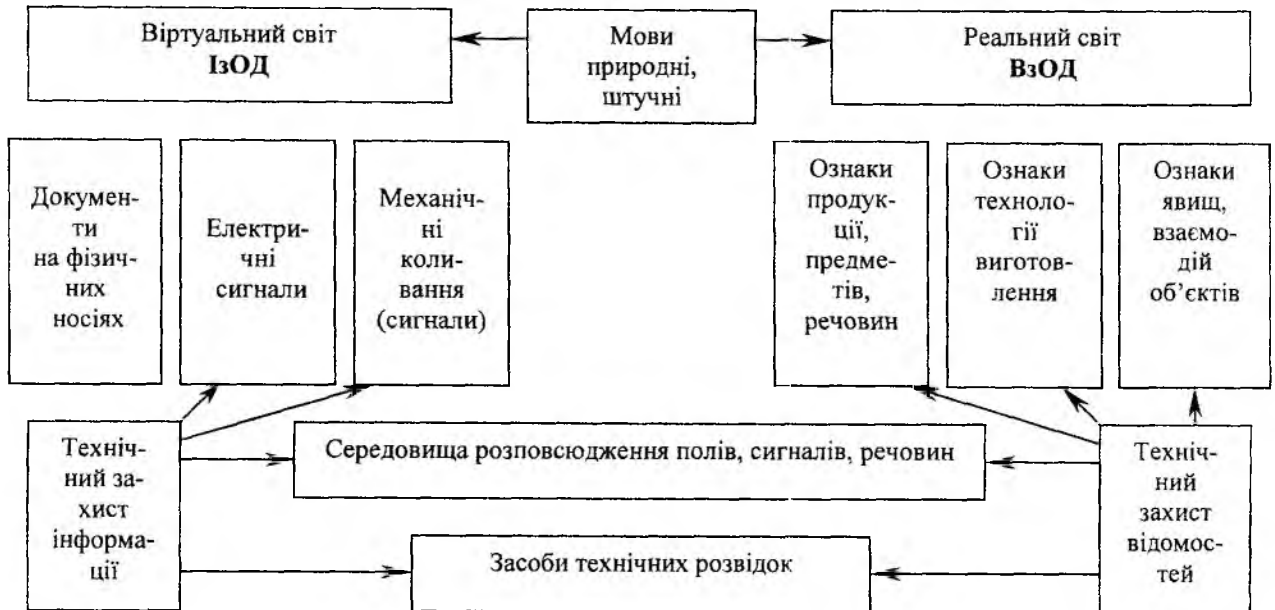 Віртуальний світ
ІзОД
Мови
природні,
штучні
Реальний світ
ВзОД
Докумен-
ти
на фізич-
них
носіях
Електри-
чні
сигнали
Механіч-
ні
коли-
вання
(сигнали)
Ознаки
продук-
ції,
предме-
тів,
речовин
Ознаки
техноло-
гії
виготов-
лення
Ознаки
явищ,
взаємо-
дій
об’єктів
Техніч-
ний за-
хист
інформа-
ції
Середовища розповсюдження полів, сигналів, речовин
Засоби технічних розвідок
Техніч-
ний
захист
відомос-
тей